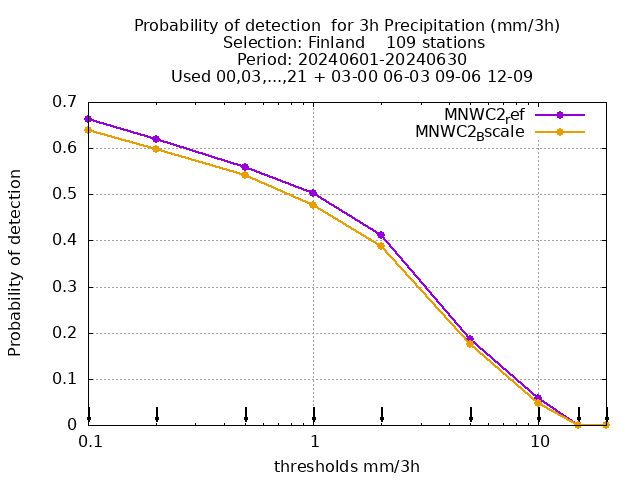 Probability of detection  for 3h Precipitation (mm/3h)
Selection: Finland    109 stations
Period: 20240601-20240630
Used 00,03,...,21 + 03-00 06-03 09-06 12-09
MNWC2ref
MNWC2Bscale
0.7
0.6
0.5
0.4
0.3
0.2
0.1
0
Probability of detection
0.1 1 10
thresholds mm/3h